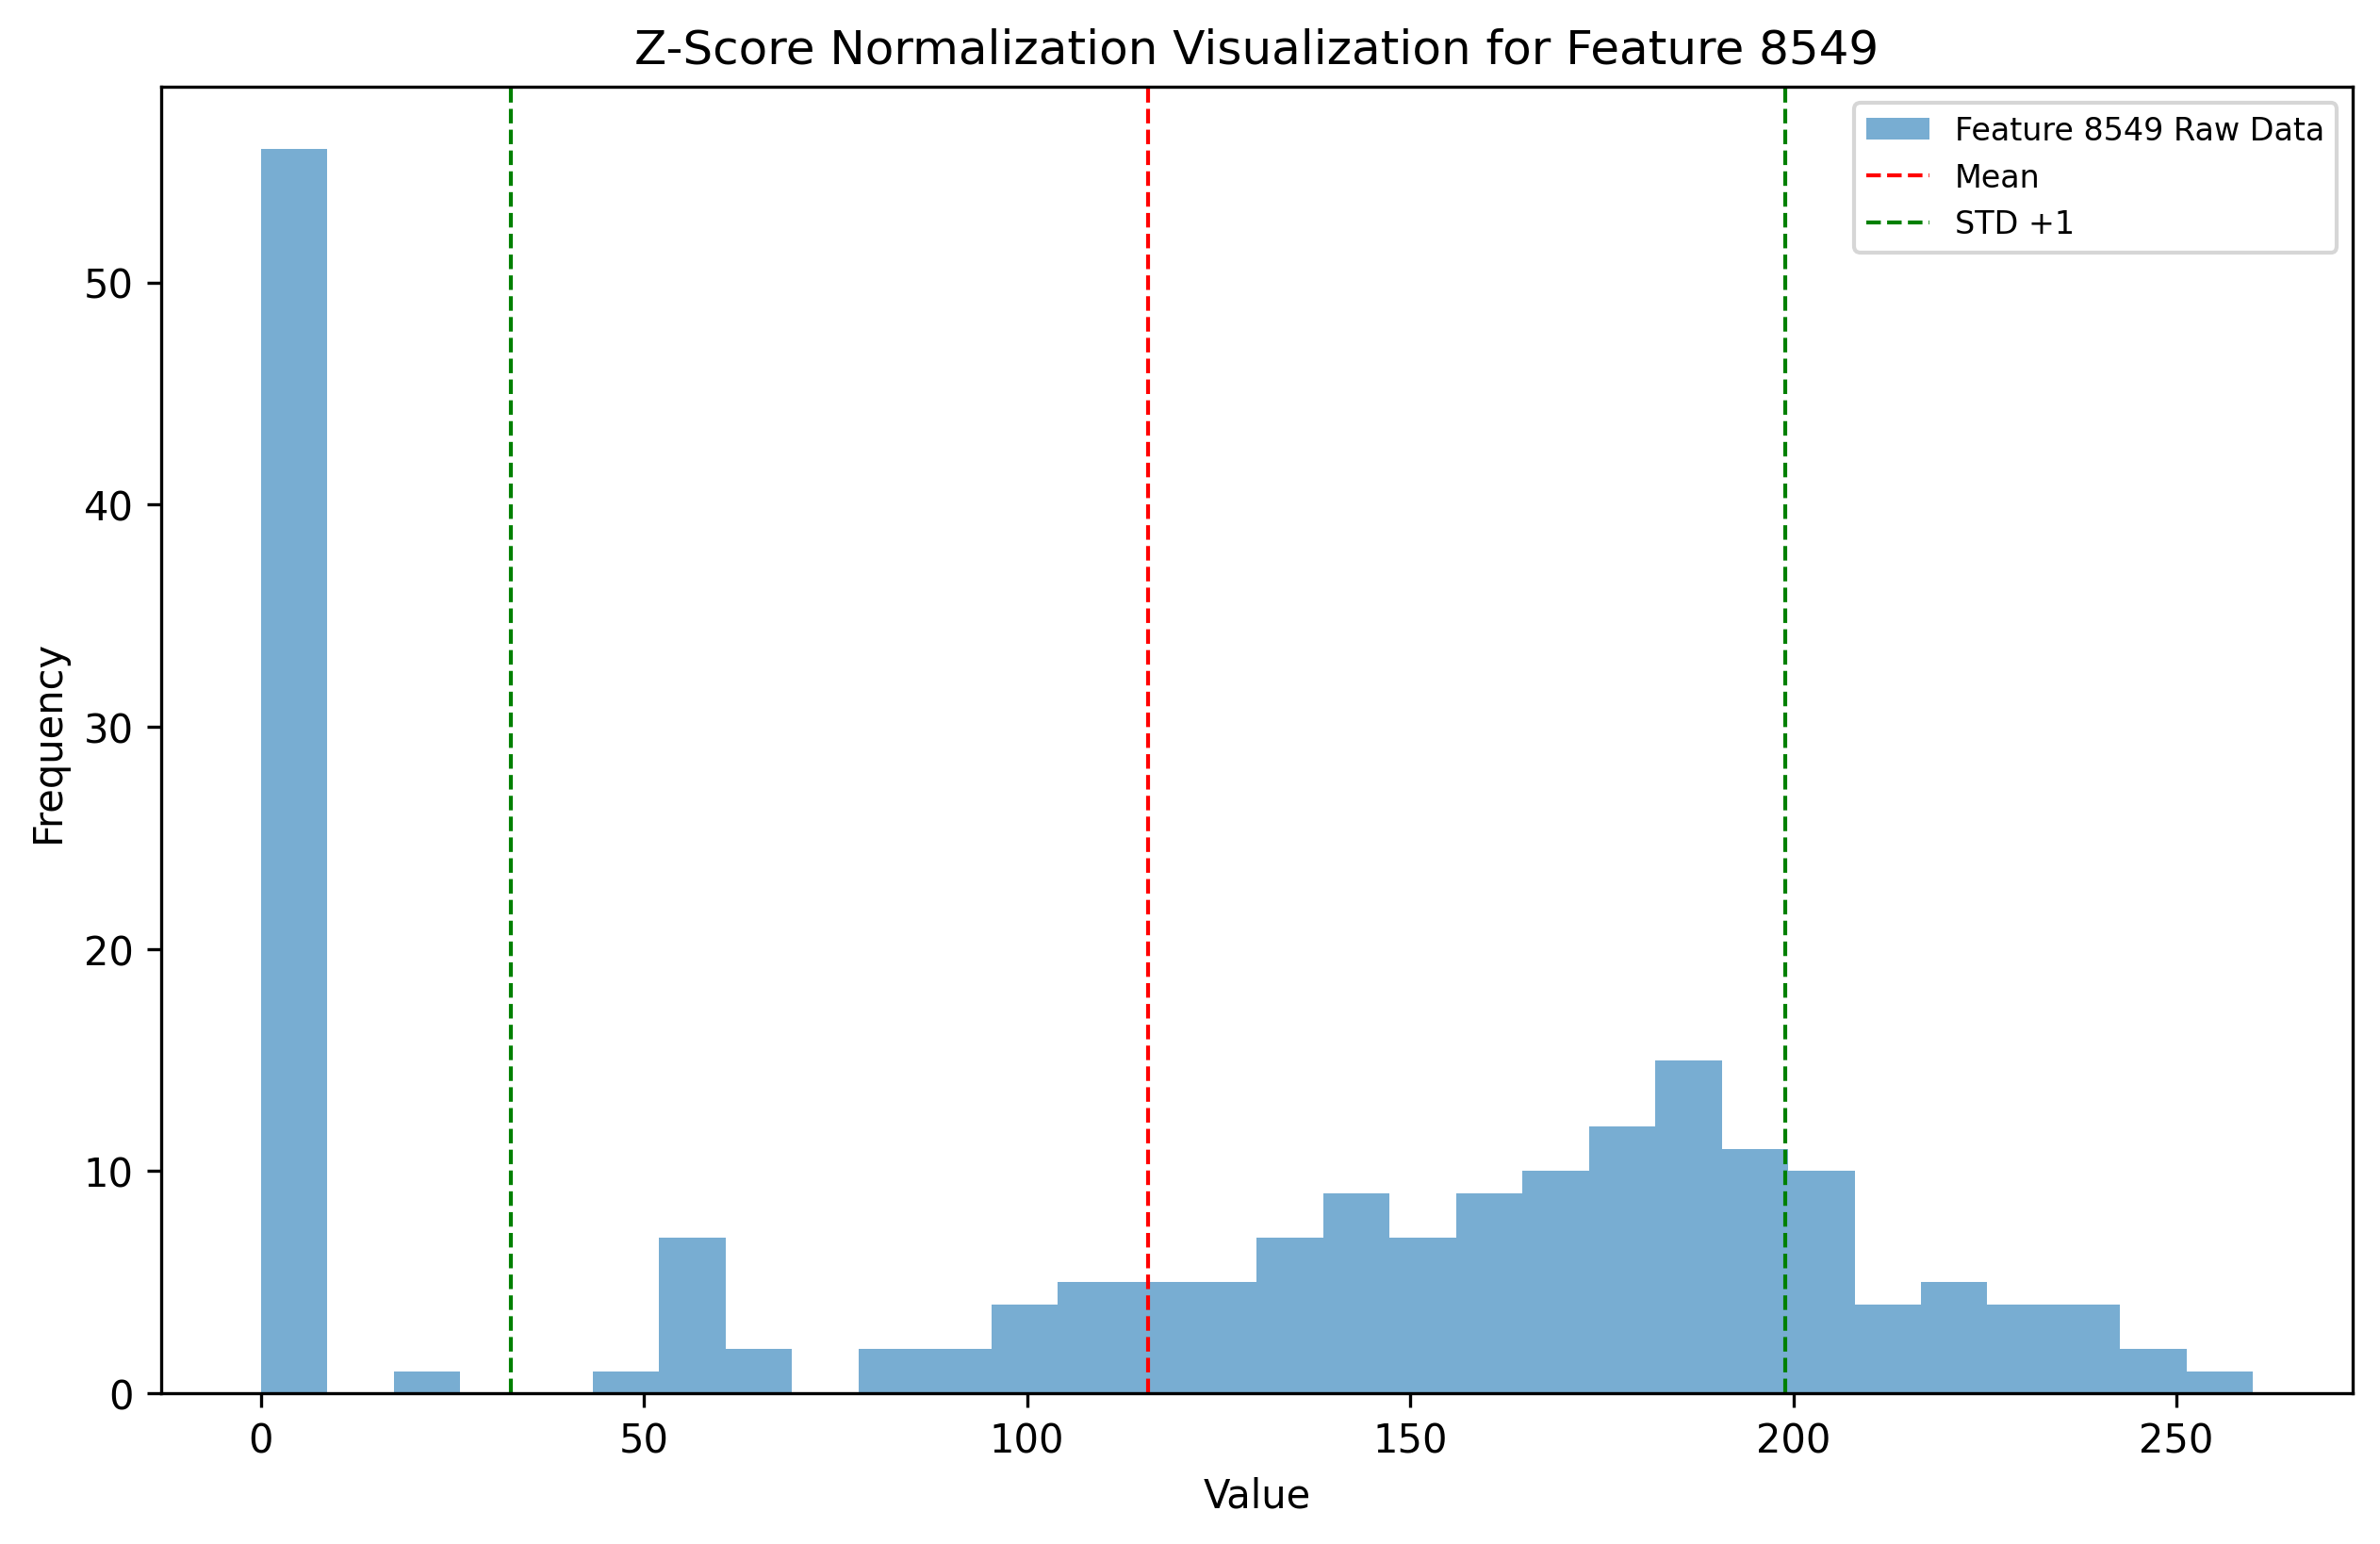 Z-Score Normalization Visualization for Feature 8549
Feature 8549 Raw Data
Mean
STD +1
Frequency
50
40
30
20
10
0
0 50 100 150 200 250
Value